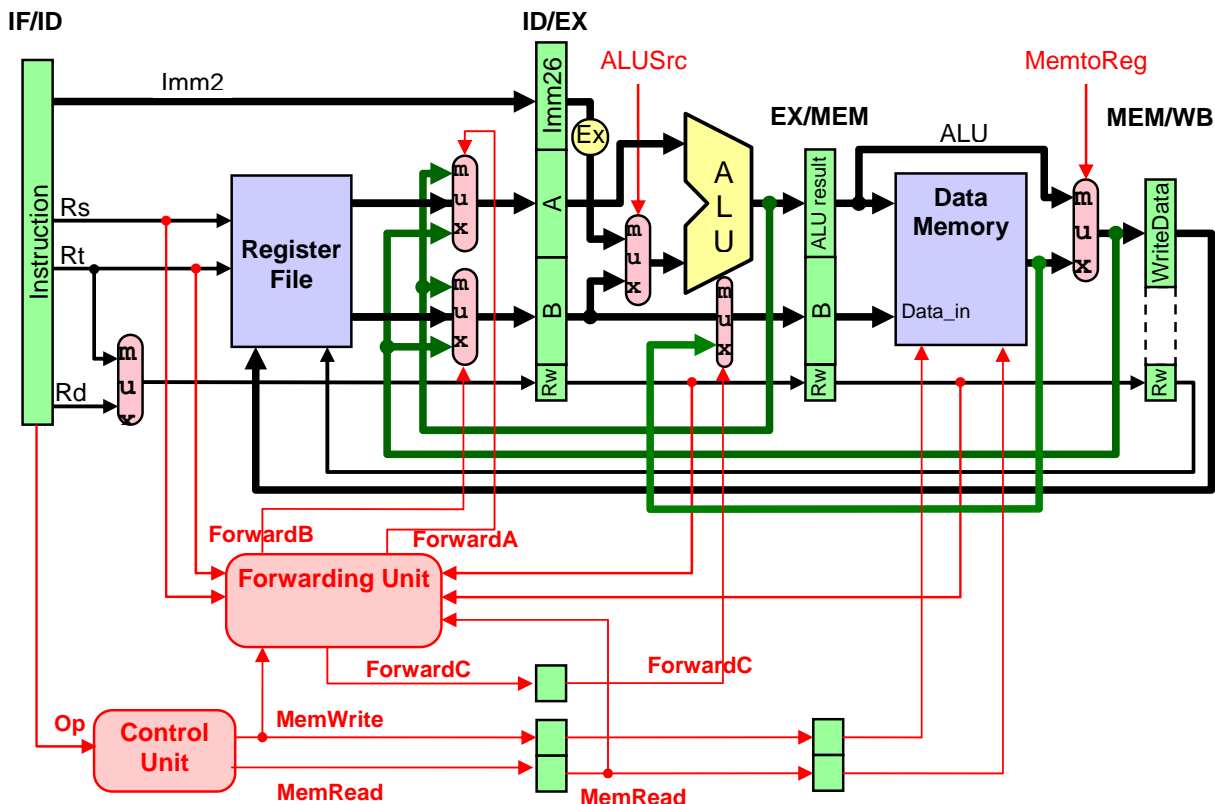 IF/ID
ID/EX
ALUSrc
MemtoReg
Imm2
Imm26
Ex
EX/MEM
MEM/WB
ALU
m
u
x
A
L
U
Instruction
Rs
Rt
Rd
Register
File
m
u
x
m
u
x
m
u
x
A
B
Rw
m
u
x
m
u
x
ALU result
B
Rw
Data
Memory
Data_in
m
u
x
WriteData
Rw
ForwardB
ForwardA
Forwarding Unit
ForwardC
ForwardC
Op
Control
Unit
MemWrite
MemRead
MemRead